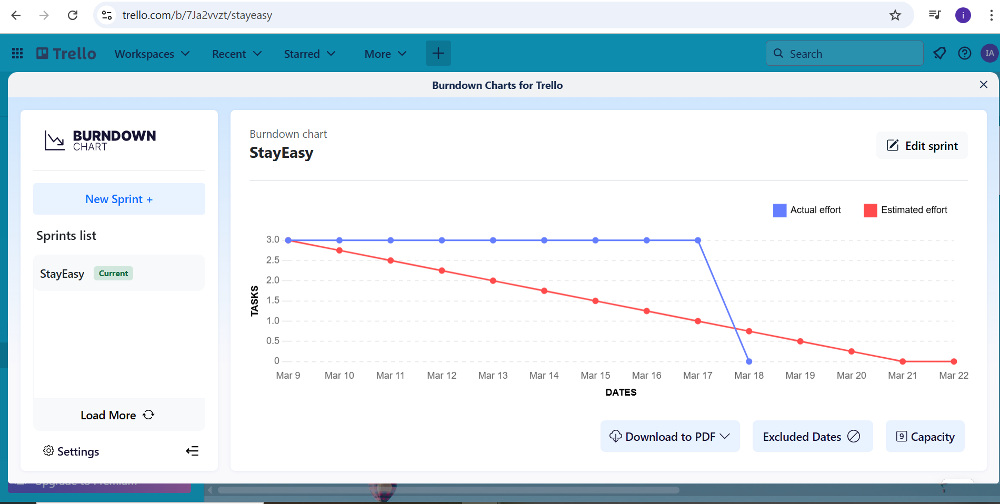 trello.com/b/7Ja2vvzt/stayeasy
i
Trello
Workspaces
Recent
Starred
More
Search
IA
Burndown Charts for Trello
BURNDOWN
CHART
New Sprint +
Sprints list
StayEasy
Current
Load More
Settings
Burndown chart
StayEasy
Edit sprint
Actual effort
Estimated effort
TASKS
3.0
2.5
2.0
1.5
1.0
0.5
0
Mar 9
Mar 10
Mar 11
Mar 12
Mar 13
Mar 14
Mar 15
Mar 16
Mar 17
Mar 18
Mar 19
Mar 20
Mar 21
Mar 22
DATES
Download to PDF
Excluded Dates
9
Capacity
Upgrade to Premium